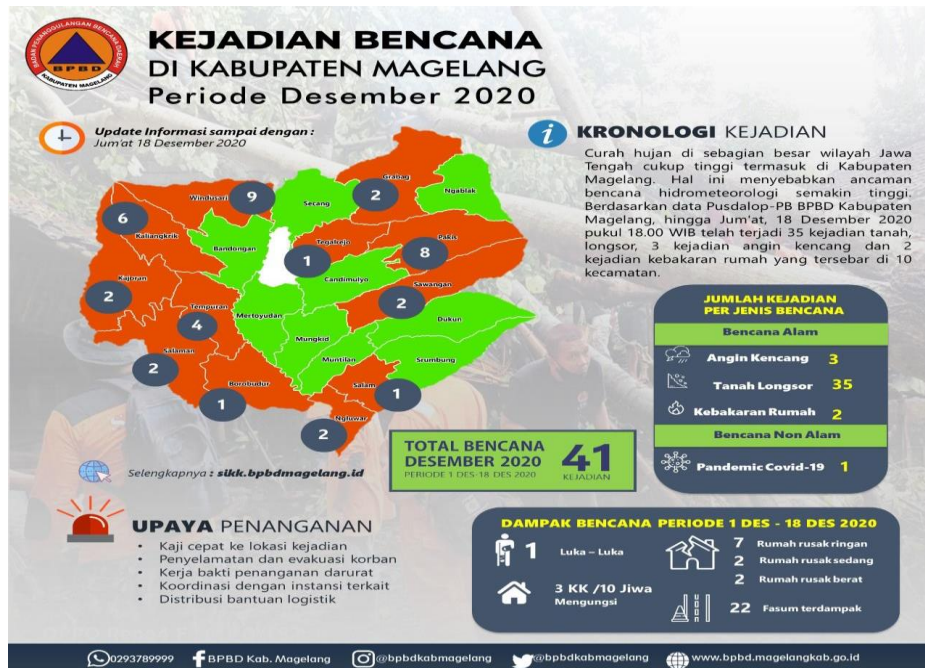 BADAN PENANGGULANGAN BENCANA DAERAH
BPBD
KABUPATEN MAGELANG
KEJADIAN BENCANA
DI KABUPATEN MAGELANG
Periode Desember 2020
Update Informasi sampai dengan :
Jum'at 18 Desember 2020
Grabag
2
Ngablak
Windusari
9
Secang
6
Kaliangkrik
Bandongan
Tegalrejo
1
Pakis
8
Candimulyo
Kajoran
2
Sawangan
2
Tempuran
4
Mertoyudan
Dukun
Mungkid
Salaman
2
Muntilan
Srumbung
Borobudur
1
Salam
1
Ngluwar
2
Selengkapnya : sikk.bpbdmagelang.id
TOTAL BENCANA
DESEMBER 2020
PERIODE 1 DES-18 DES 2020
41
KEJADIAN
KRONOLOGI KEJADIAN
Curah hujan di sebagian besar wilayah Jawa
Tengah cukup tinggi termasuk di Kabupaten
Magelang. Hal ini menyebabkan ancaman
bencana hidrometeorologi semakin tinggi.
Berdasarkan data Pusdalop-PB BPBD Kabupaten
Magelang, hingga Jum'at, 18 Desember 2020
pukul 18.00 WIB telah terjadi 35 kejadian tanah,
longsor, 3 kejadian angin kencang dan 2
kejadian kebakaran rumah yang tersebar di 10
kecamatan.
JUMLAH KEJADIAN
PER JENIS BENCANA
Bencana Alam
Angin Kencang 3
Tanah Longsor 35
Kebakaran Rumah 2
Bencana Non Alam
Pandemic Covid-19 1
UPAYA PENANGANAN
• Kaji cepat ke lokasi kejadian
• Penyelamatan dan evakuasi korban
• Kerja bakti penanganan darurat
• Koordinasi dengan instansi terkait
• Distribusi bantuan logistik
DAMPAK BENCANA PERIODE 1 DES - 18 DES 2020
1 Luka – Luka
3 KK /10 Jiwa
Mengungsi
7 Rumah rusak ringan
2 Rumah rusak sedang
2 Rumah rusak berat
22 Fasum terdampak
0293789999
BPBD Kab. Magelang
@bpbdkabmagelang
@bpbdkabmagelang
www.bpbd.magelangkab.go.id